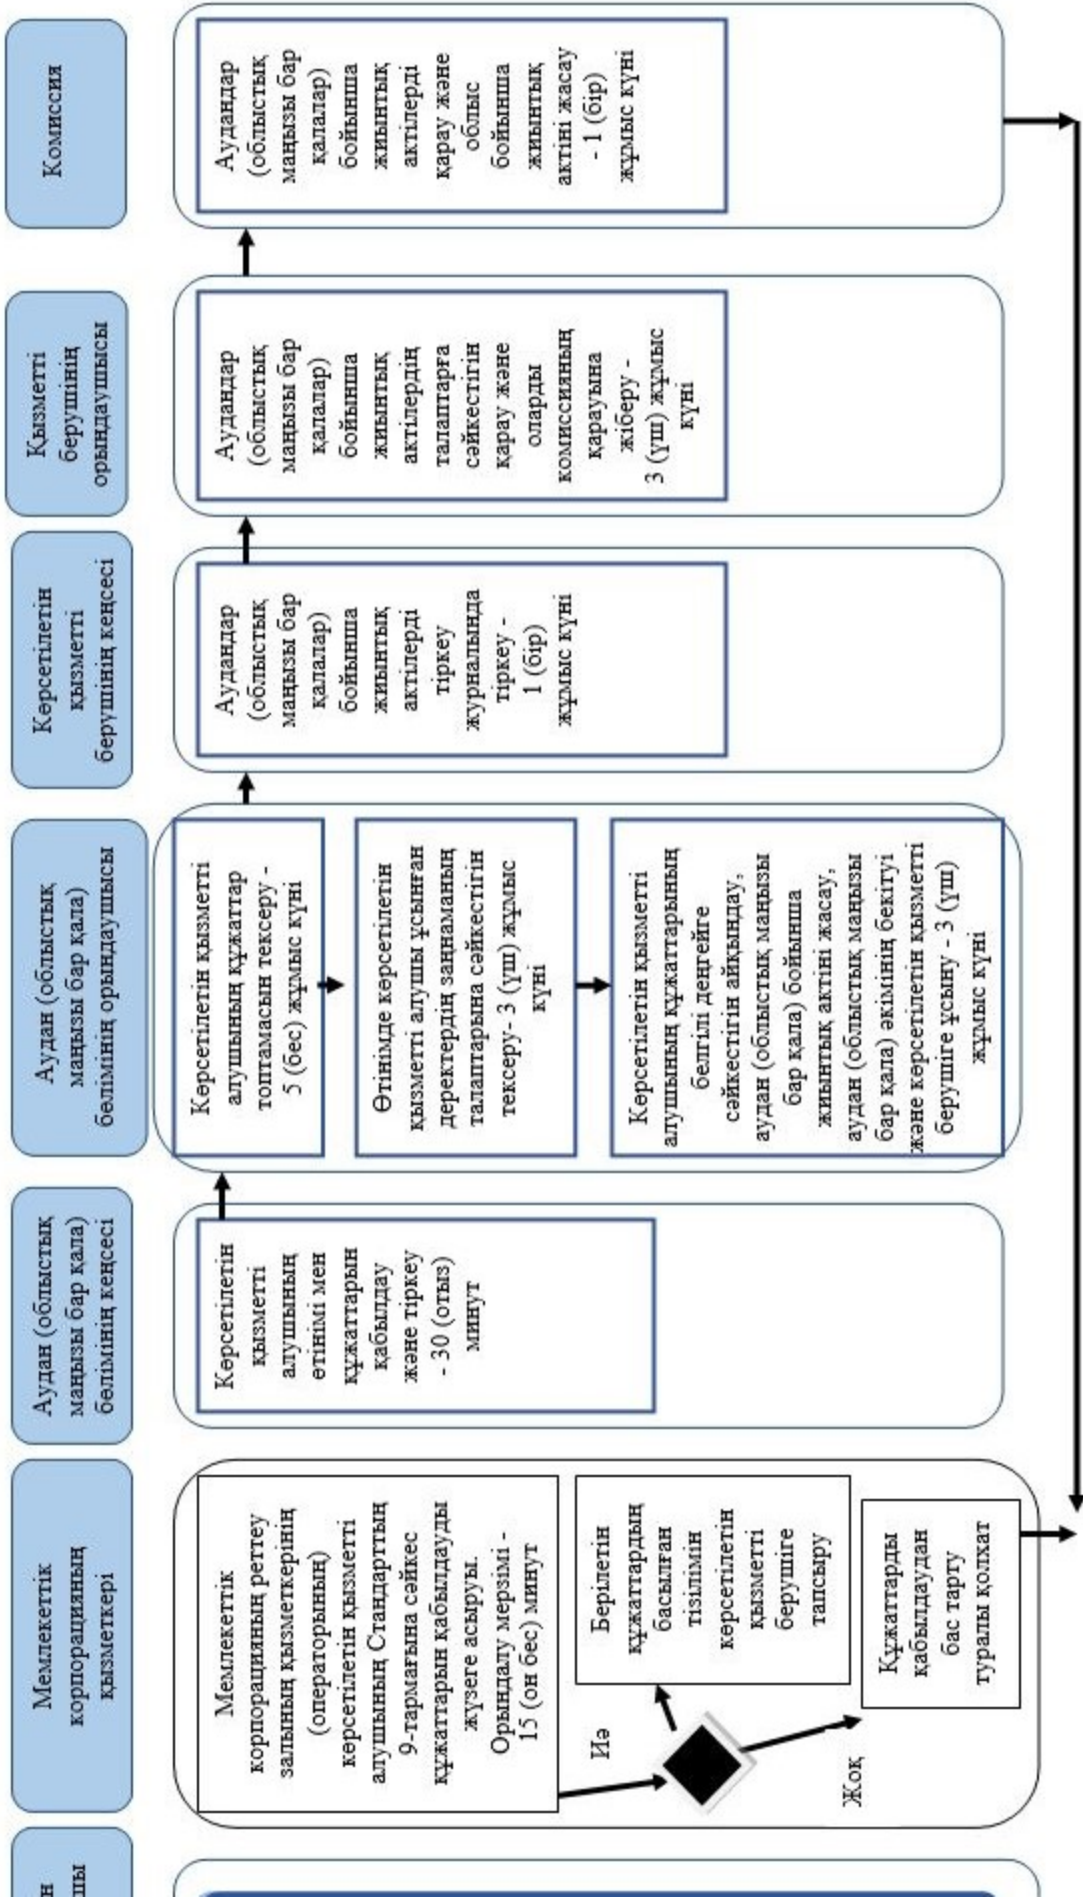 н
шы
Мемлекеттік
корпорацияның
қызметкері
Аудан (облыстық
маңызы бар қала)
бөлімінің кеңсесі
Аудан (облыстық
маңызы бар қала)
бөлімінің орындаушысы
Көрсетілетін
қызметті
берушінің кеңсесі
Қызметті
берушінің
орындаушысы
Комиссия
Мемлекеттік
корпорацияның реттеу
залының қызметкерінің
(операторының)
көрсетілетін қызметті
алушының Стандарттың
9-тармағына сәйкес
құжаттарын қабылдауды
жүзеге асыруы.
Орындалу мерзімі -
15 (он бес) минут
Иә
Жоқ
Берілетін
құжаттардың
басылған
тізілімін
көрсетілетін
қызметті
берушіге
тапсыру
Құжаттарды
қабылдаудан
бас тарту
туралы қолхат
Көрсетілетін
қызметті
алушының
өтінімі мен
құжаттарын
қабылдау
және тіркеу
- 30 (отыз)
минут
Көрсетілетін қызметті
алушының құжаттар
топтамасын тексеру -
5 (бес) жұмыс күні
Өтінімде көрсетілетін
қызметті алушы ұсынған
деректердің заңнаманың
талаптарына сәйкестігін
тексеру- 3 (үш) жұмыс
күні
Көрсетілетін қызметті
алушының құжаттарының
белгілі деңгейге
сәйкестігін айқындау,
аудан (облыстық маңызы
бар қала) бойынша
жиынтық актіні жасау,
аудан (облыстық маңызы
бар қала) әкімінің бекітуі
және көрсетілетін қызметті
берушіге ұсыну - 3 (үш)
жұмыс күні
Аудандар
(облыстық
маңызы бар
қалалар)
бойынша
жиынтық
актілерді
тіркеу
журналында
тіркеу -
1 (бір)
жұмыс күні
Аудандар
(облыстық
маңызы бар
қалалар)
бойынша
жиынтық
актілердің
талаптарға
сәйкестігін
қарау және
оларды
комиссияның
қарауына
жіберу -
3 (үш) жұмыс
күні
Аудандар
(облыстық
маңызы бар
қалалар)
бойынша
жиынтық
актілерді
қарау және
облыс
бойынша
жиынтық
актіні жасау
- 1 (бір)
жұмыс күні